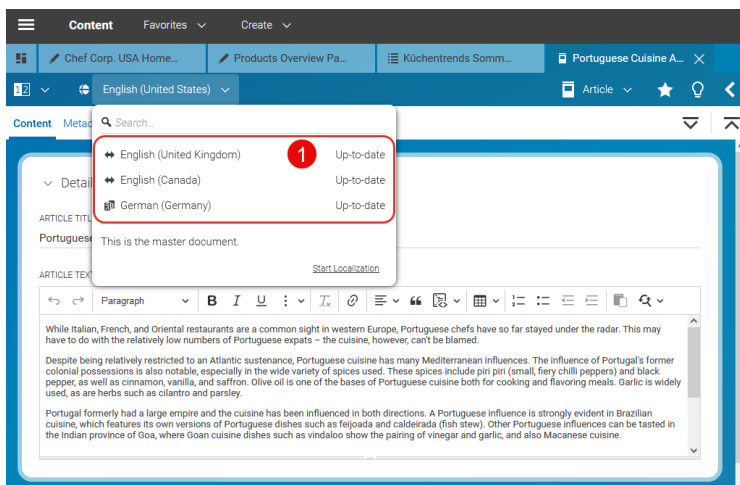 Content Favorites Create
Chef Corp. USA Home... Products Overview Pa... Küchentrends Somm... Portuguese Cuisine A...
English (United States) Article
Content Metad
Search...
English (United Kingdom) 1 Up-to-date
English (Canada) Up-to-date
German (Germany) Up-to-date
Detail
This is the master document.
Start Localization
ARTICLE TITL
Portuguese
ARTICLE TEX
Paragraph B I U
While Italian, French, and Oriental restaurants are a common sight in western Europe, Portuguese chefs have so far stayed under the radar. This may
have to do with the relatively low numbers of Portuguese expats – the cuisine, however, can't be blamed.
Despite being relatively restricted to an Atlantic sustenance, Portuguese cuisine has many Mediterranean influences. The influence of Portugal's former
colonial possessions is also notable, especially in the wide variety of spices used. These spices include piri piri (small, fiery chilli peppers) and black
pepper, as well as cinnamon, vanilla, and saffron. Olive oil is one of the bases of Portuguese cuisine both for cooking and flavoring meals. Garlic is widely
used, as are herbs such as cilantro and parsley.
Portugal formerly had a large empire and the cuisine has been influenced in both directions. A Portuguese influence is strongly evident in Brazilian
cuisine, which features its own versions of Portuguese dishes such as feijoada and caldeirada (fish stew). Other Portuguese influences can be tasted in
the Indian province of Goa, where Goan cuisine dishes such as vindaloo show the pairing of vinegar and garlic, and also Macanese cuisine.